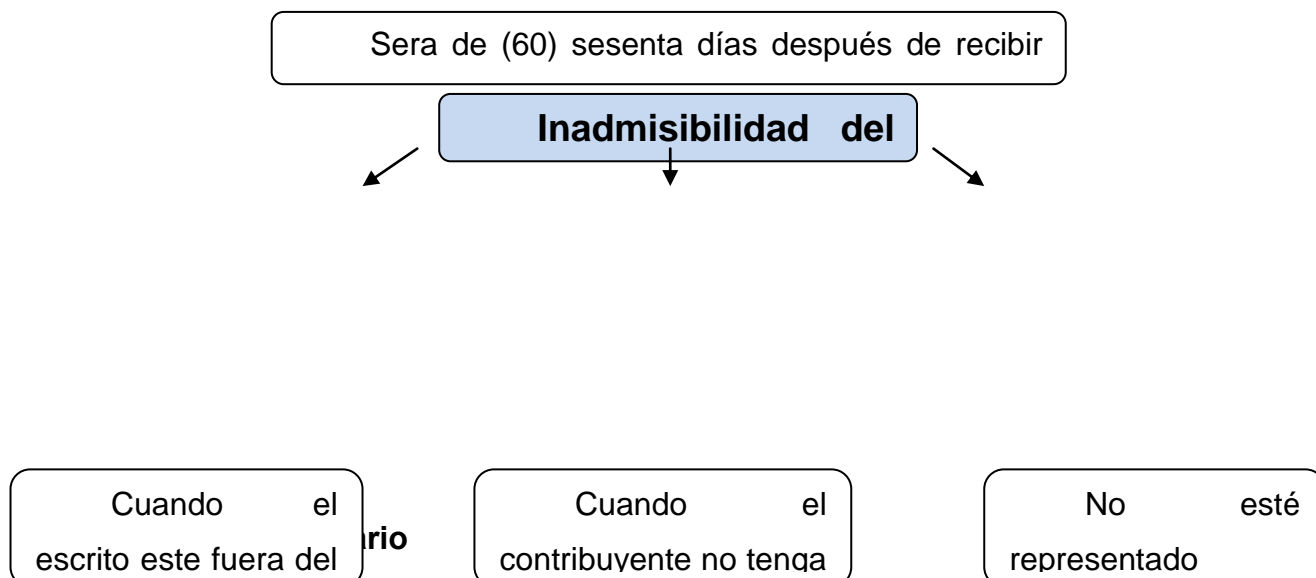 Sera de (60) sesenta días después de recibir
Inadmisibilidad del
Cuando el
escrito este fuera del
Cuando el
contribuyente no tenga
No esté
representado